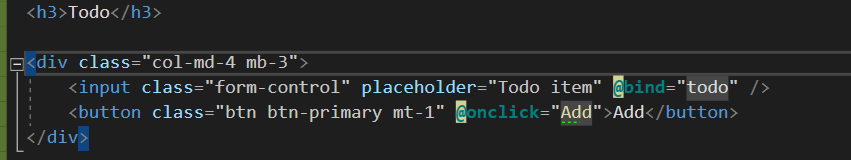 <h3>Todo</h3>
<div class="col-md-4 mb-3">
<input class="form-control" placeholder="Todo item" @bind="todo" />
<button class="btn btn-primary mt-1" @onclick="Add">Add</button>
</div>